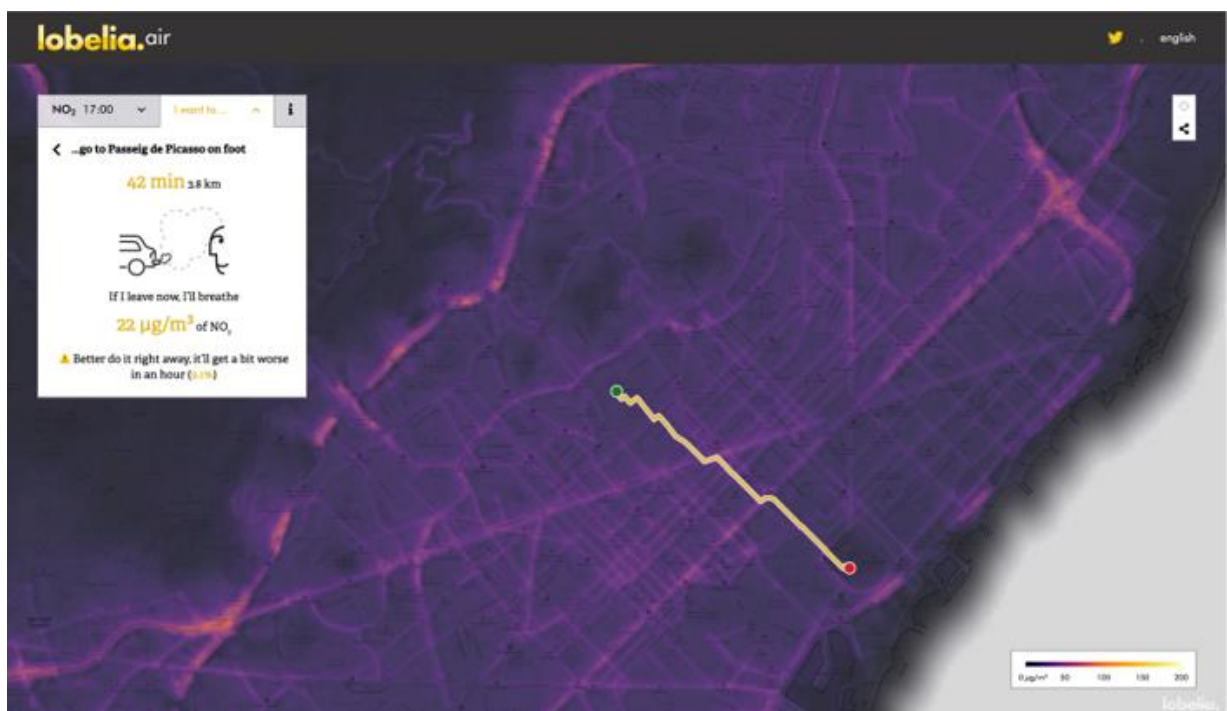 lobelia.air
english
NO₂ 17:00
I want to...
i
...go to Passeig de Picasso on foot
42 min 3.8 km
If I leave now, I'll breathe
22 µg/m³ of NO₂
Better do it right away, it'll get a bit worse
in an hour
0 µg/m³ 50 100 150 200
lobelia.